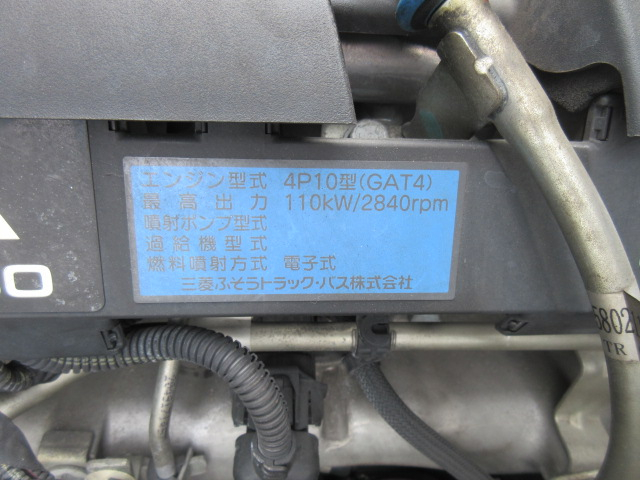 エンジン型式 4P10型(GAT4)
最高出力 110kW/2840rpm
噴射ポンプ型式
過給機型式
燃料噴射方式 電子式
三菱ふそうトラック・バス株式会社
5802
TR